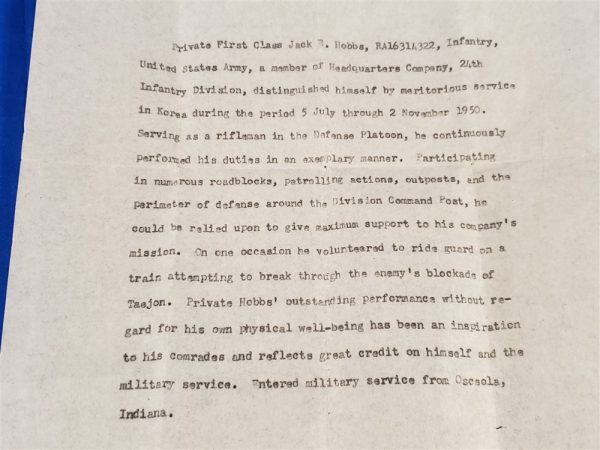 Private First Class Jack E. Hobbs, RA16314322, Infantry,
United States Army, a member of Headquarters Company, 24th
Infantry Division, distinguished himself by meritorious service
in Korea during the period 5 July through 2 November 1950.
Serving as a rifleman in the Defense Platoon, he continuously
performed his duties in an exemplary manner. Participating
in numerous roadblocks, patrolling actions, outposts, and the
perimeter of defense around the Division Command Post, he
could be relied upon to give maximum support to his company's
mission. On one occasion he volunteered to ride guard on a
train attempting to break through the enemy's blockade of
Taejon. Private Hobbs' outstanding performance without re-
gard for his own physical well-being has been an inspiration
to his comrades and reflects great credit on himself and the
military service. Entered military service from Osceola,
Indiana.